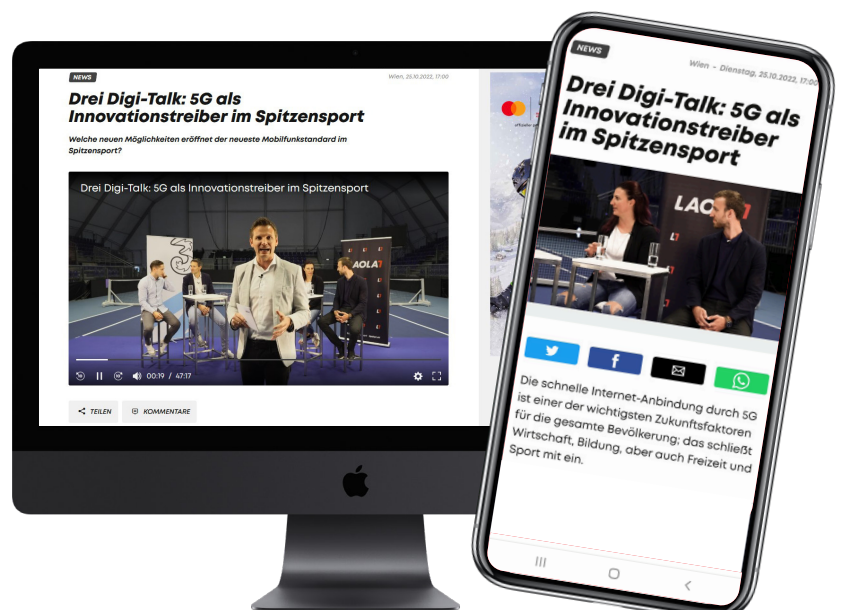 NEWS
Wien, 25.10.2022, 17:00
Drei Digi-Talk: 5G als
Innovationstreiber im Spitzensport
Welche neuen Möglichkeiten eröffnet der neueste Mobilfunkstandard im
Spitzensport?
Drei Digi-Talk: 5G als Innovationstreiber im Spitzensport
3
AOLA1
00:19 / 47:17
TEILEN
KOMMENTARE
mastercard
NEWS
Wien - Dienstag, 25.10.2022, 17:00
Drei Digi-Talk: 5G als
Innovationstreiber
im Spitzensport
LAO
Die schnelle Internet-Anbindung durch 5G
ist einer der wichtigsten Zukunftsfaktoren
für die gesamte Bevölkerung; das schließt
Wirtschaft, Bildung, aber auch Freizeit und
Sport mit ein.